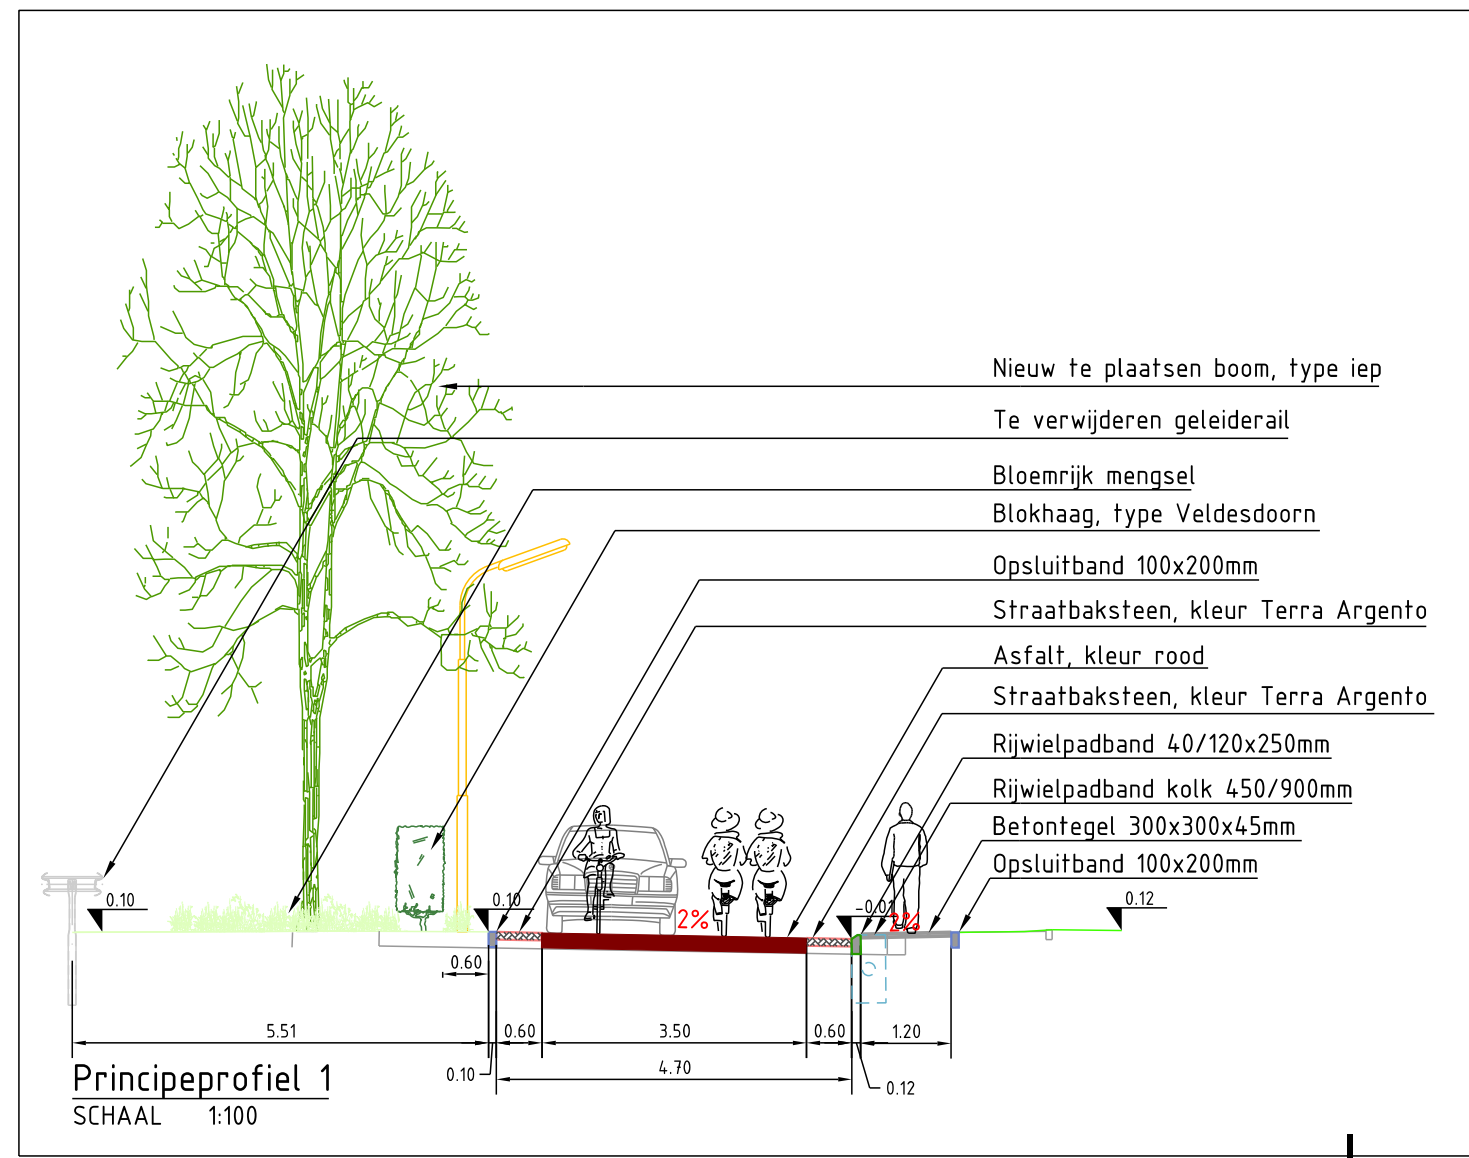 Nieuw te plaatsen boom, type iep
Te verwijderen geleiderail
Bloemrijk mengsel
Blokhaag, type Veldesdoorn
Opsluitband 100x200mm
Straatbaksteen, kleur Terra Argento
Asfalt, kleur rood
Straatbaksteen, kleur Terra Argento
Rijwielpadband 40/120x250mm
Rijwielpadband kolk 450/900mm
Betontegel 300x300x45mm
Opsluitband 100x200mm
0.10
0.10
2%
-0.01
2%
0.12
0.60
5.51
0.60
3.50
0.60
1.20
0.10
4.70
0.12
Principeprofiel 1
SCHAAL 1:100